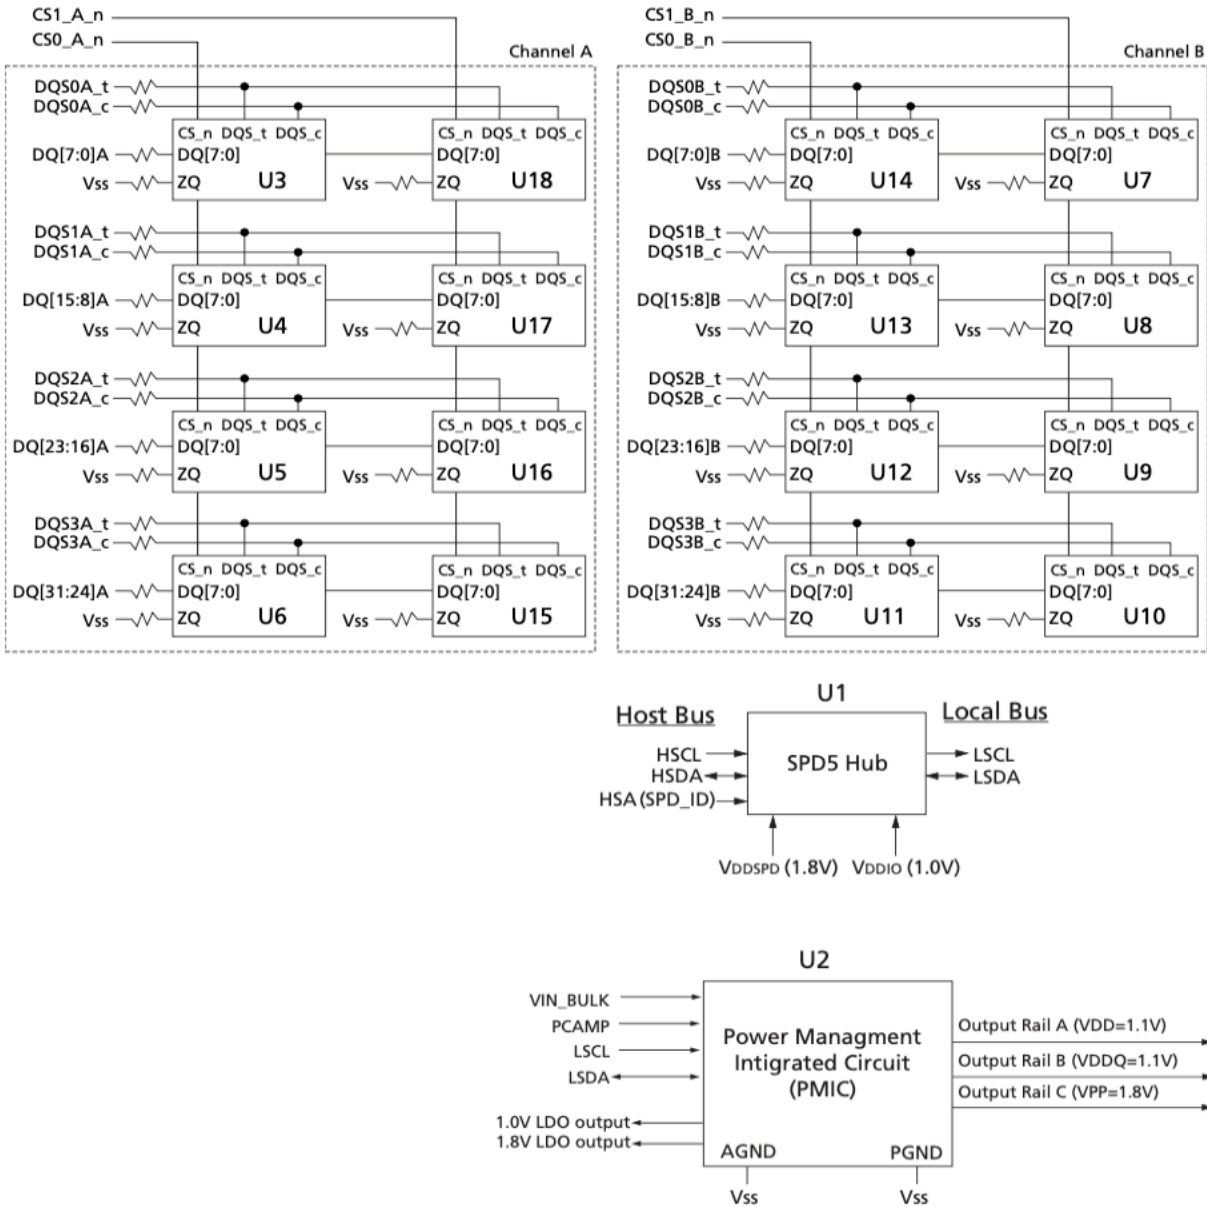 CS1_A_n
CS0_A_n
Channel A
DQS0A_t
DQS0A_c
CS_n DQS_t DQS_c CS_n DQS_t DQS_c
DQ[7:0]A DQ[7:0] DQ[7:0]
Vss ZQ U3 Vss ZQ U18
DQS1A_t
DQS1A_c
CS_n DQS_t DQS_c CS_n DQS_t DQS_c
DQ[15:8]A DQ[7:0] DQ[7:0]
Vss ZQ U4 Vss ZQ U17
DQS2A_t
DQS2A_c
CS_n DQS_t DQS_c CS_n DQS_t DQS_c
DQ[23:16]A DQ[7:0] DQ[7:0]
Vss ZQ U5 Vss ZQ U16
DQS3A_t
DQS3A_c
CS_n DQS_t DQS_c CS_n DQS_t DQS_c
DQ[31:24]A DQ[7:0] DQ[7:0]
Vss ZQ U6 Vss ZQ U15
CS1_B_n
CS0_B_n
Channel B
DQS0B_t
DQS0B_c
CS_n DQS_t DQS_c CS_n DQS_t DQS_c
DQ[7:0]B DQ[7:0] DQ[7:0]
Vss ZQ U14 Vss ZQ U7
DQS1B_t
DQS1B_c
CS_n DQS_t DQS_c CS_n DQS_t DQS_c
DQ[15:8]B DQ[7:0] DQ[7:0]
Vss ZQ U13 Vss ZQ U8
DQS2B_t
DQS2B_c
CS_n DQS_t DQS_c CS_n DQS_t DQS_c
DQ[23:16]B DQ[7:0] DQ[7:0]
Vss ZQ U12 Vss ZQ U9
DQS3B_t
DQS3B_c
CS_n DQS_t DQS_c CS_n DQS_t DQS_c
DQ[31:24]B DQ[7:0] DQ[7:0]
Vss ZQ U11 Vss ZQ U10
U1
Host Bus Local Bus
HSCL LSCL
SPD5 Hub
HSDA LSDA
HSA (SPD_ID)
VDDSPD (1.8V) VDDIO (1.0V)
U2
VIN_BULK
PCAMP
LSCL
LSDA
1.0V LDO output
1.8V LDO output
Power Managment
Intigrated Circuit
(PMIC)
AGND PGND
Vss Vss
Output Rail A (VDD=1.1V)
Output Rail B (VDDQ=1.1V)
Output Rail C (VPP=1.8V)